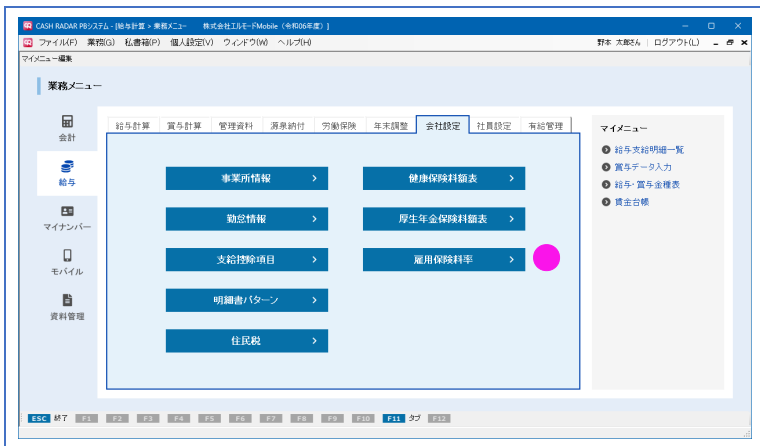 CASH RADAR PBシステム - [給与計算 > 業務メニュー 株式会社エルモードMobile（令和06年度）]
ファイル(F) 業務(G) 私書箱(P) 個人設定(V) ウィンドウ(W) ヘルプ(H) 野本 太郎さん ログアウト(L)
マイメニュー編集
業務メニュー
会計
給与
マイナンバー
モバイル
資料管理
給与計算 賞与計算 管理資料 源泉納付 労働保険 年末調整 会社設定 社員設定 有給管理
事業所情報
健康保険料額表
勤怠情報
厚生年金保険料額表
支給控除項目
雇用保険料率
明細書パターン
住民税
マイメニュー
給与支給明細一覧
賞与データ入力
給与・賞与金種表
賃金台帳
ESC 終了 F1 F2 F3 F4 F5 F6 F7 F8 F9 F10 F11 タブ F12